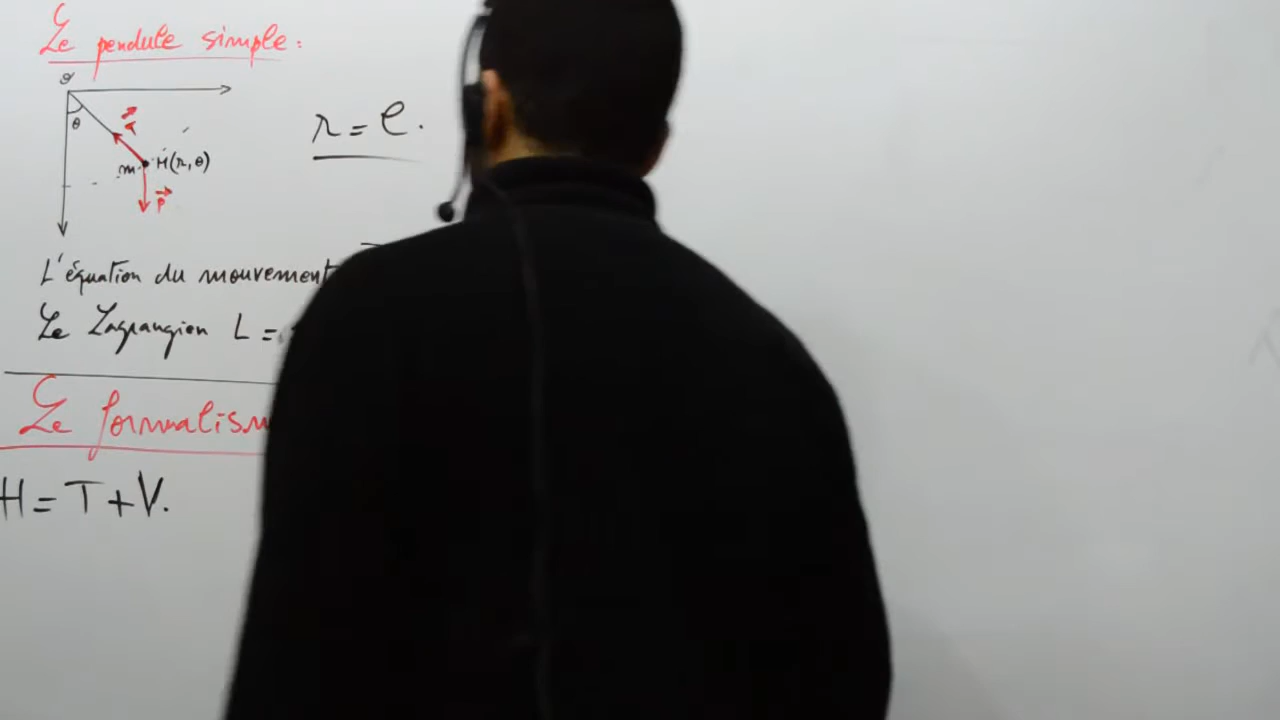 Le pendule simple:
O
θ
T
r = l.
m M(r, θ)
P
L'équation du mouvement
Le Lagrangien L =
Le formalism
H = T + V.